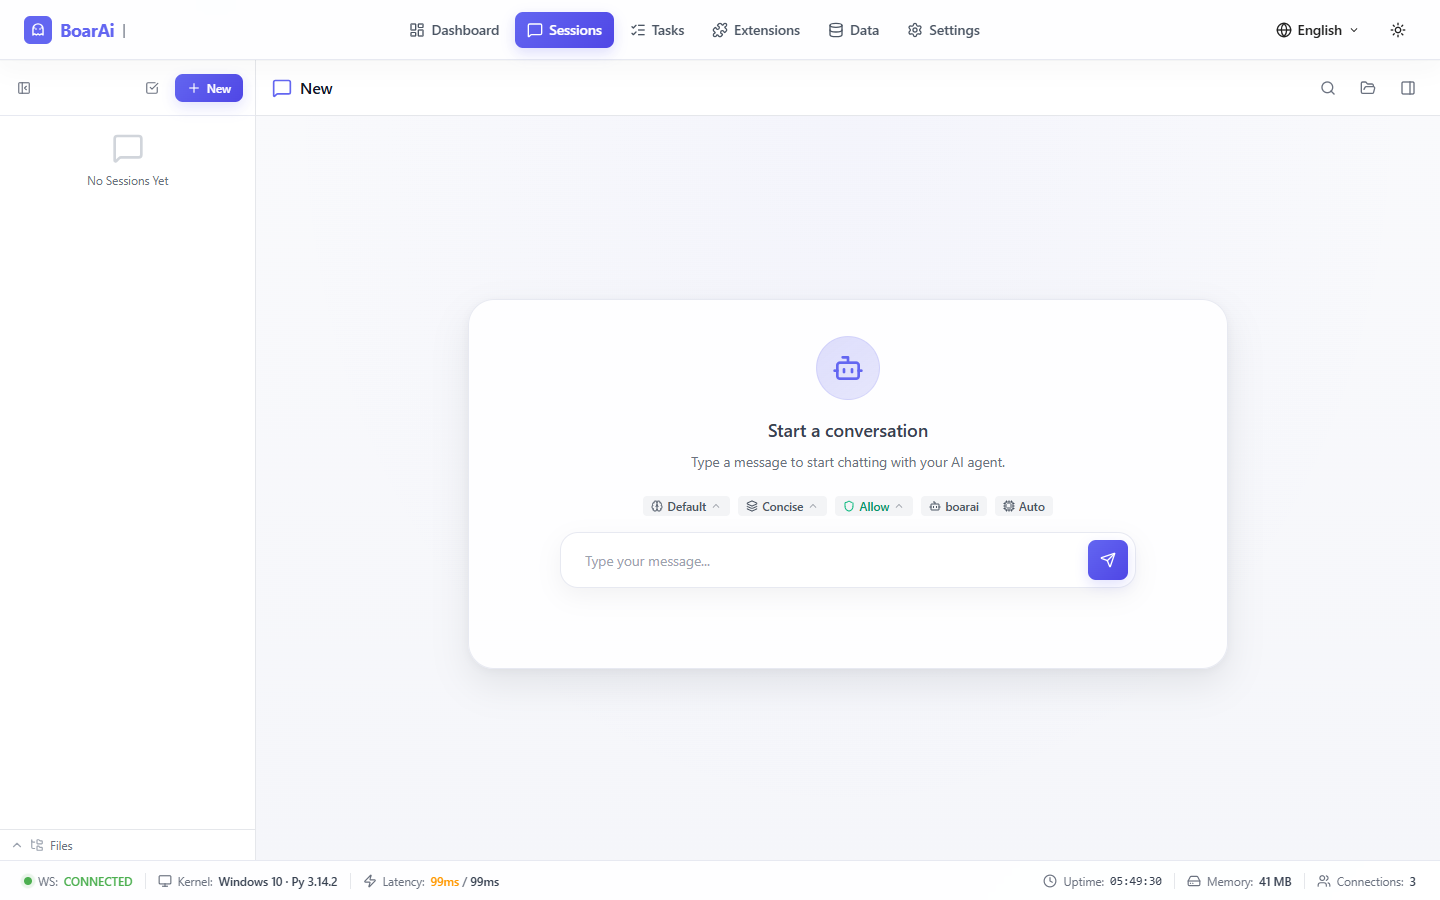 BoarAi |
Dashboard
Sessions
Tasks
Extensions
Data
Settings
English
New
New
No Sessions Yet
Start a conversation
Type a message to start chatting with your AI agent.
Default
Concise
Allow
boarai
Auto
Type your message...
Files
WS: CONNECTED
Kernel: Windows 10 · Py 3.14.2
Latency: 99ms / 99ms
Uptime: 05:49:30
Memory: 41 MB
Connections: 3